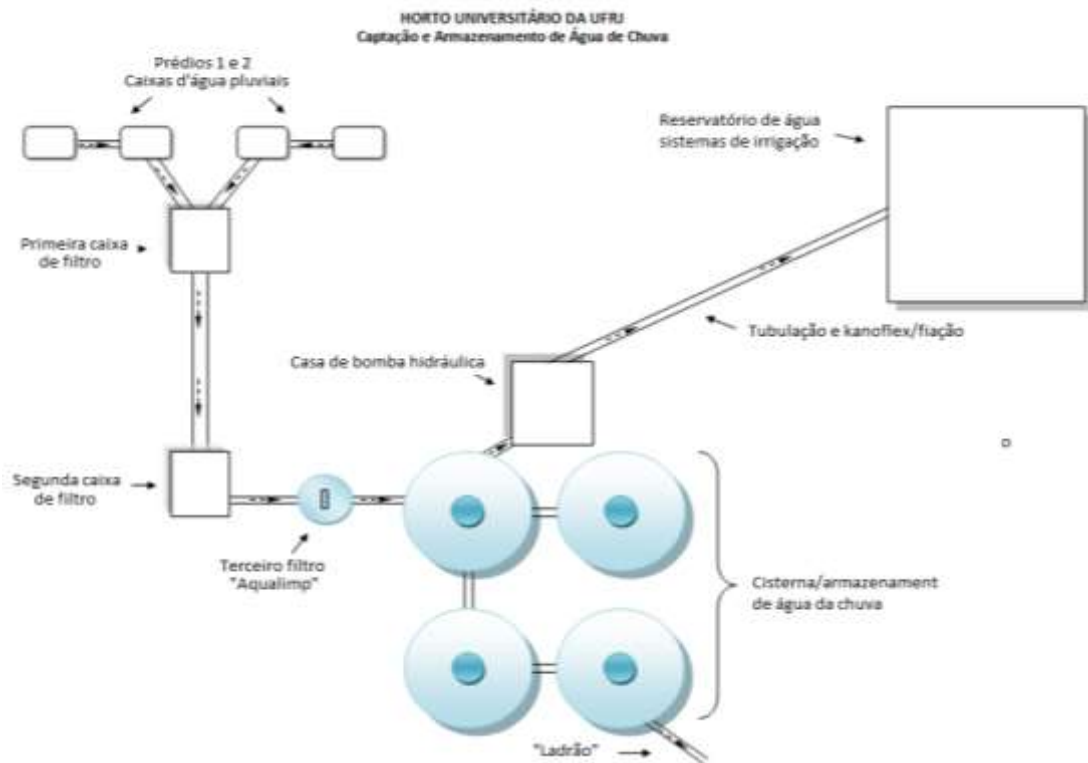 HORTO UNIVERSITÁRIO DA UFRJ
Captação e Armazenamento de Água de Chuva
Prédios 1 e 2
Caixas d'água pluviais
Reservatório de água
sistemas de irrigação
Primeira caixa
de filtro
Tubulação e kanoflex/fiação
Casa de bomba hidráulica
Segunda caixa
de filtro
Terceiro filtro
"Aqualimp"
Cisterna/armazenament
de água da chuva
"Ladrão"